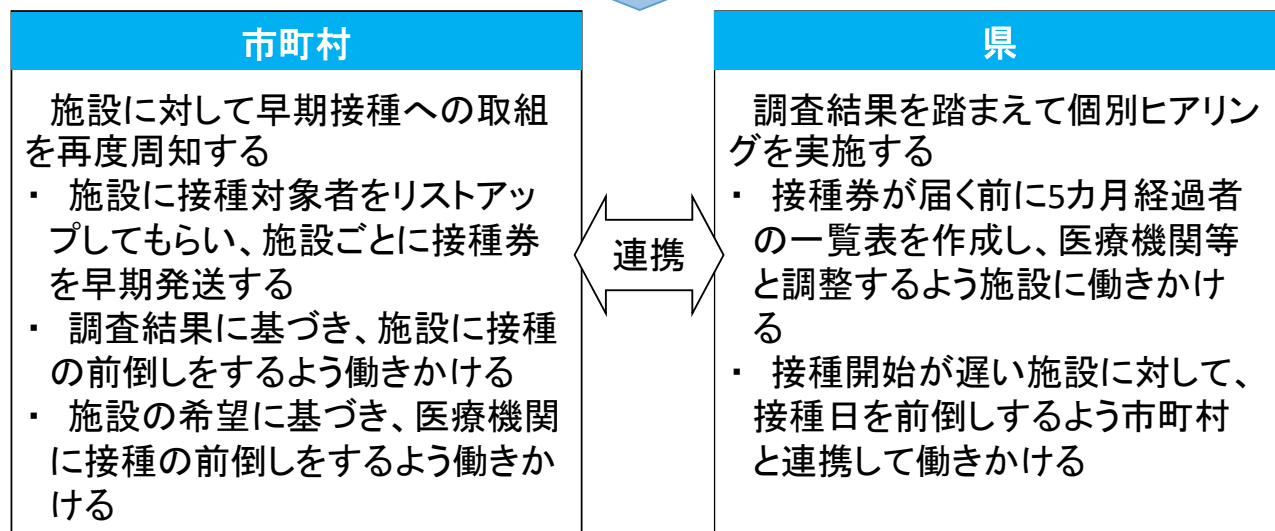 市町村
施設に対して早期接種への取組
を再度周知する
・ 施設に接種対象者をリストアッ
プしてもらい、施設ごとに接種券
を早期発送する
・ 調査結果に基づき、施設に接種
の前倒しをするよう働きかける
・ 施設の希望に基づき、医療機関
に接種の前倒しをするよう働きか
ける
連携
県
調査結果を踏まえて個別ヒアリン
グを実施する
・ 接種券が届く前に5カ月経過者
の一覧表を作成し、医療機関等
と調整するよう施設に働きかけ
る
・ 接種開始が遅い施設に対して、
接種日を前倒しするよう市町村
と連携して働きかける